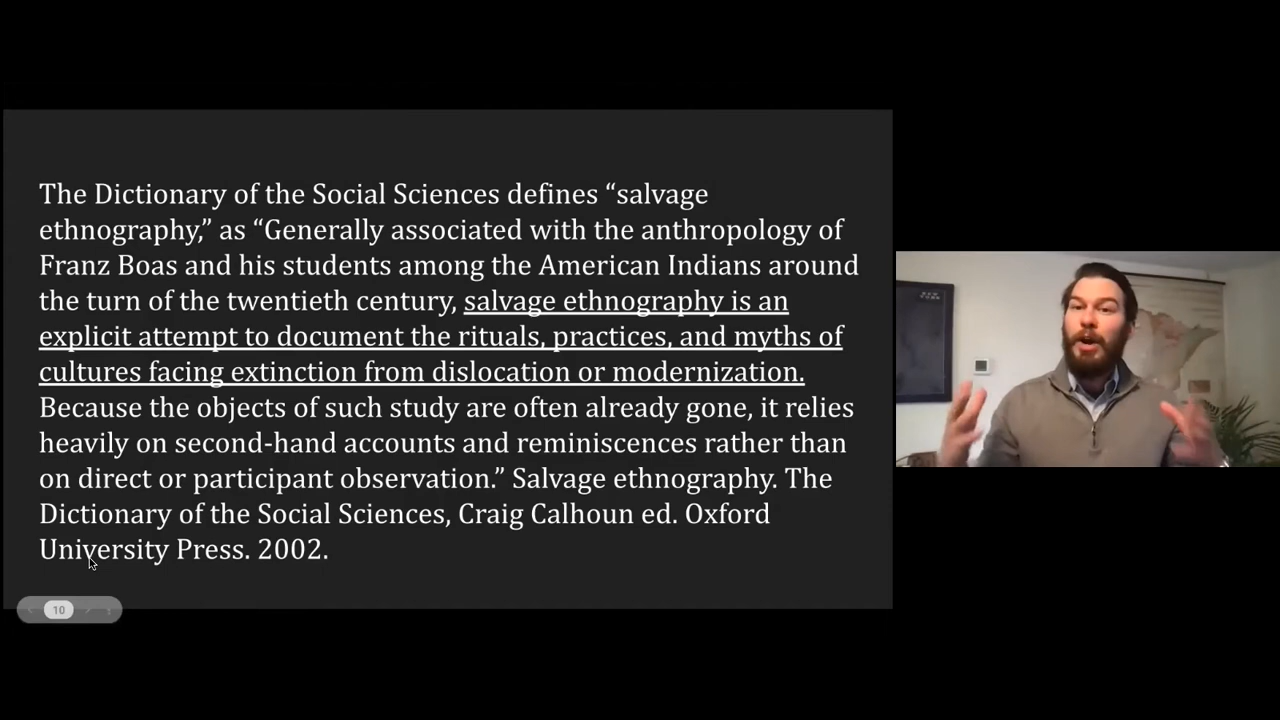 The Dictionary of the Social Sciences defines “salvage
ethnography,” as “Generally associated with the anthropology of
Franz Boas and his students among the American Indians around
the turn of the twentieth century, salvage ethnography is an
explicit attempt to document the rituals, practices, and myths of
cultures facing extinction from dislocation or modernization.
Because the objects of such study are often already gone, it relies
heavily on second-hand accounts and reminiscences rather than
on direct or participant observation.” Salvage ethnography. The
Dictionary of the Social Sciences, Craig Calhoun ed. Oxford
University Press. 2002.
10